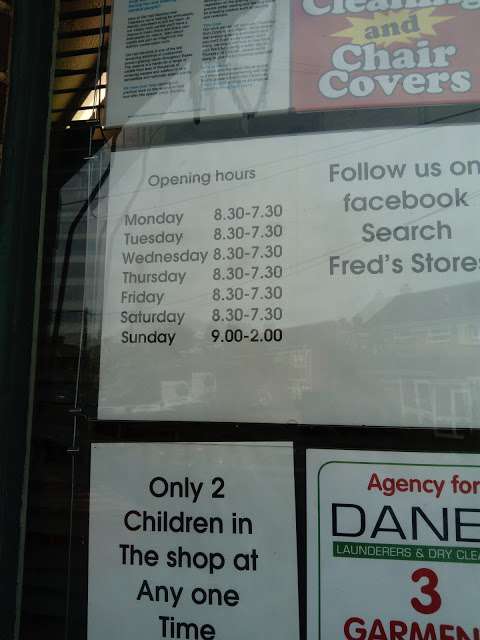 Cleaning
and
Chair
Covers
Opening hours
Monday 8.30-7.30
Tuesday 8.30-7.30
Wednesday 8.30-7.30
Thursday 8.30-7.30
Friday 8.30-7.30
Saturday 8.30-7.30
Sunday 9.00-2.00
Follow us on
facebook
Search
Fred's Stores
Only 2
Children in
The shop at
Any one
Time
Agency for
DANE
LAUNDERERS & DRY CLEA
3
GARMEN